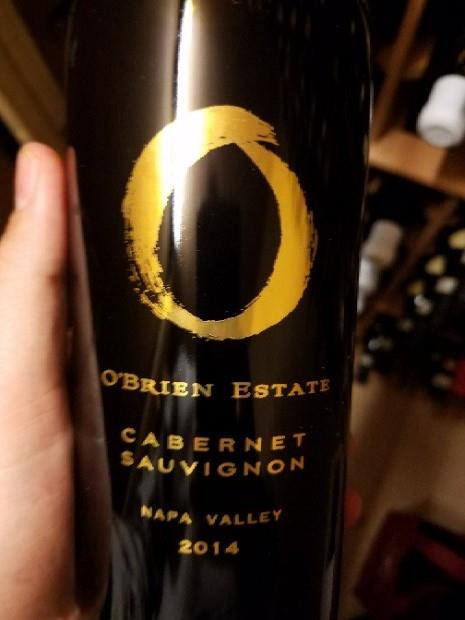 O'BRIEN ESTATE
CABERNET
SAUVIGNON
NAPA VALLEY
2014